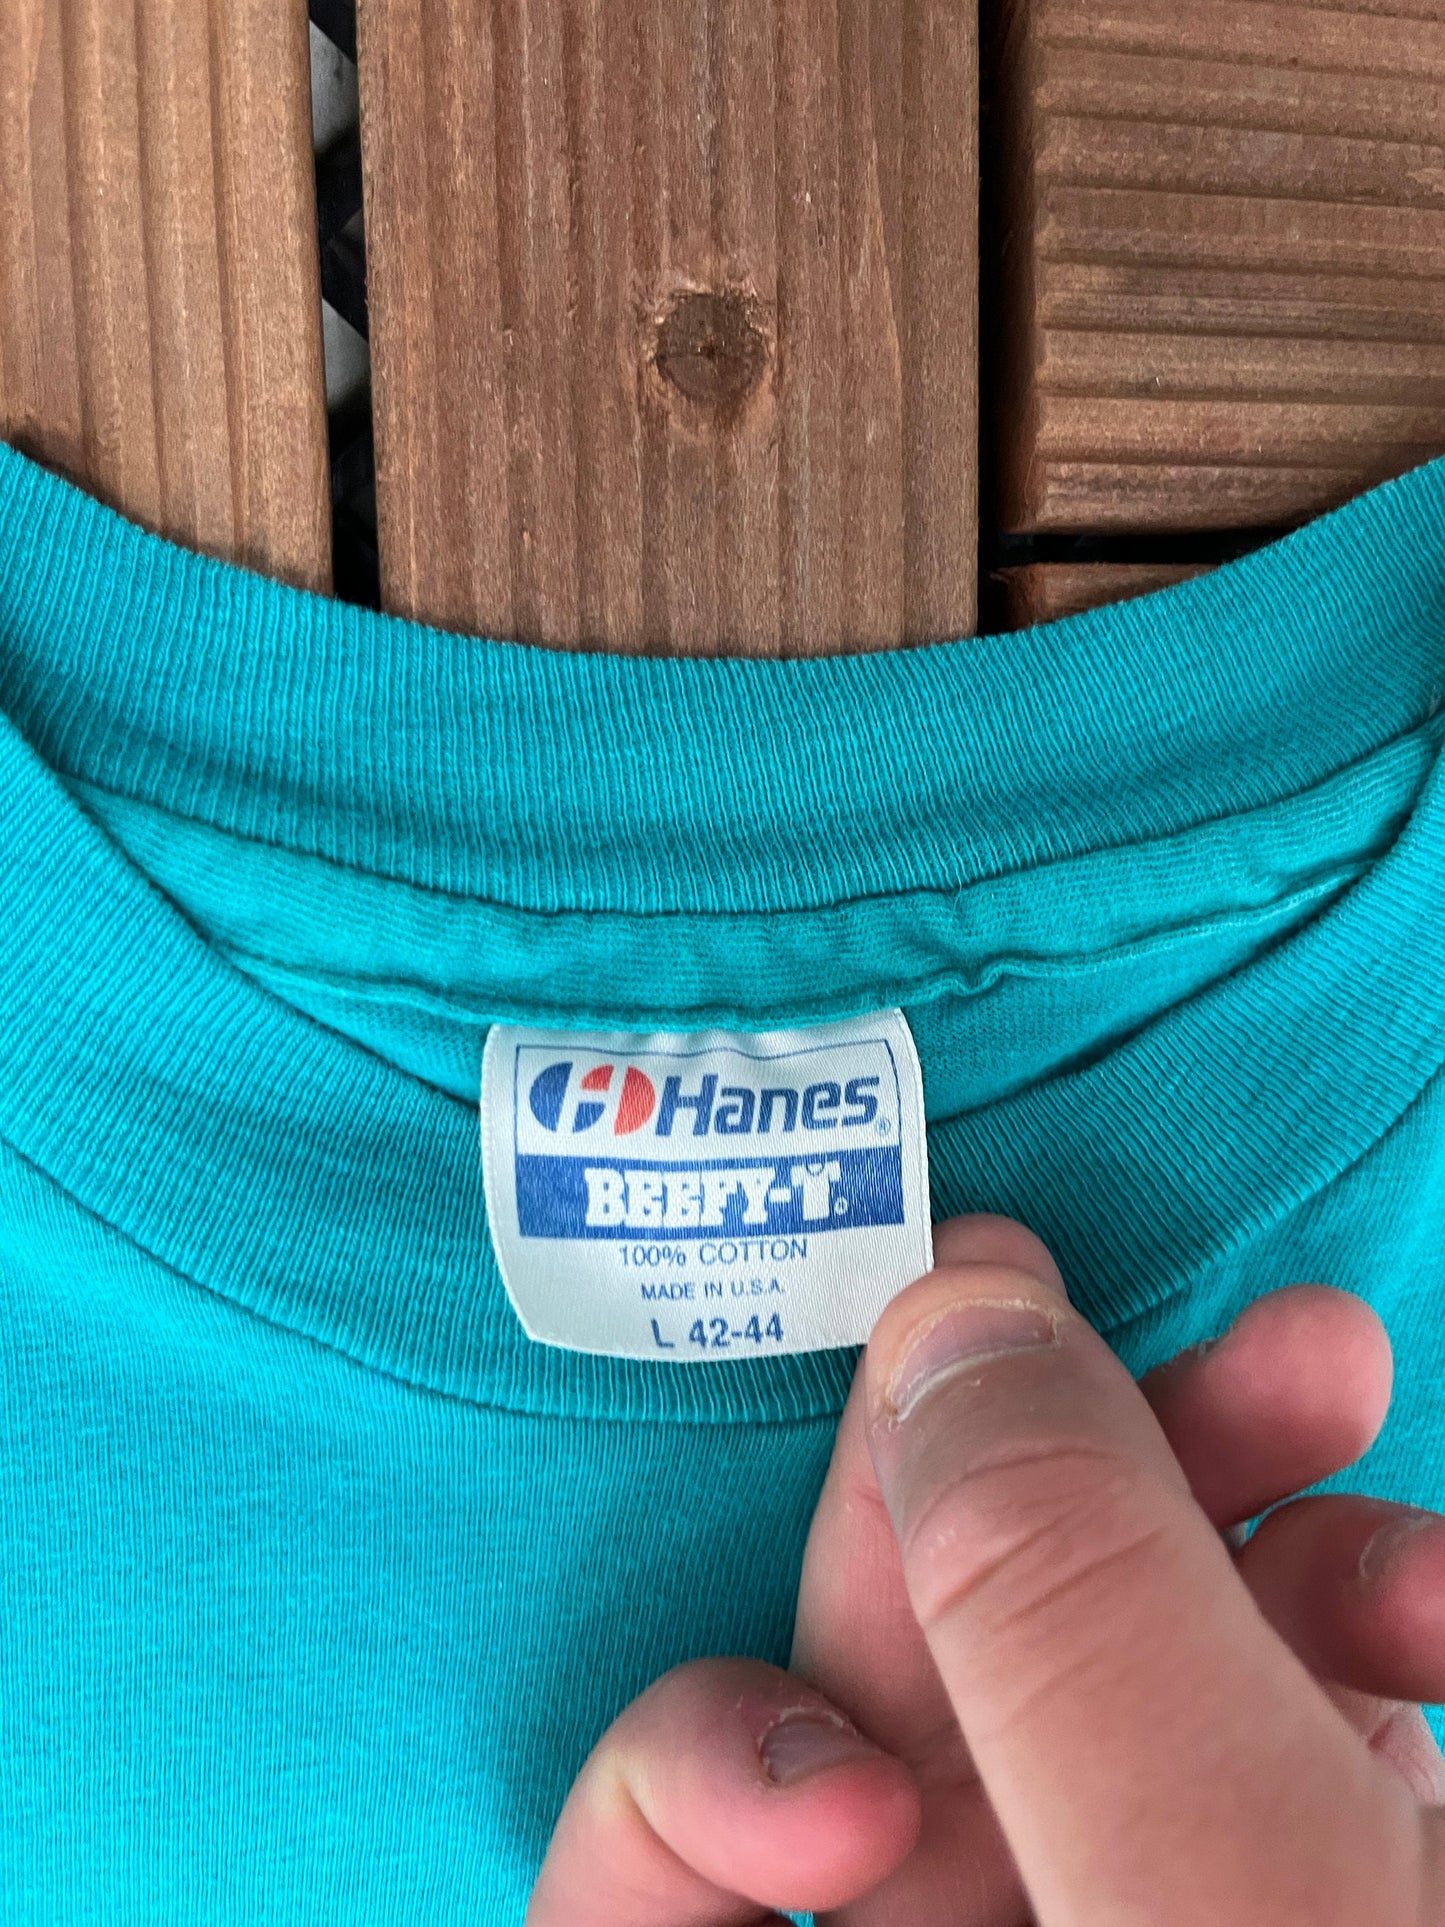 Hanes®
BEEFY-T®
100% COTTON
MADE IN U.S.A.
L 42-44